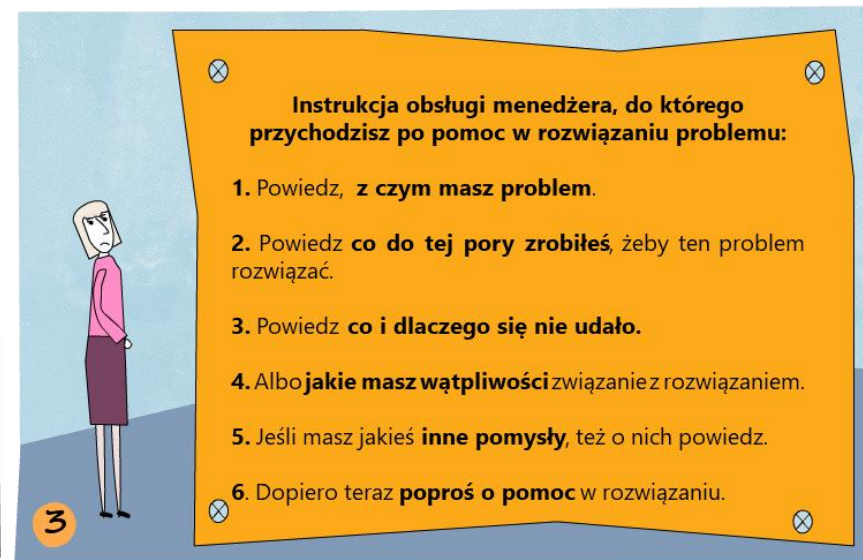 Instrukcja obsługi menedżera, do którego
przychodzisz po pomoc w rozwiązaniu problemu:
1. Powiedz, z czym masz problem.
2. Powiedz co do tej pory zrobiłeś, żeby ten problem
rozwiązać.
3. Powiedz co i dlaczego się nie udało.
4. Albo jakie masz wątpliwości związanie z rozwiązaniem.
5. Jeśli masz jakieś inne pomysły, też o nich powiedz.
6. Dopiero teraz poproś o pomoc w rozwiązaniu.
3